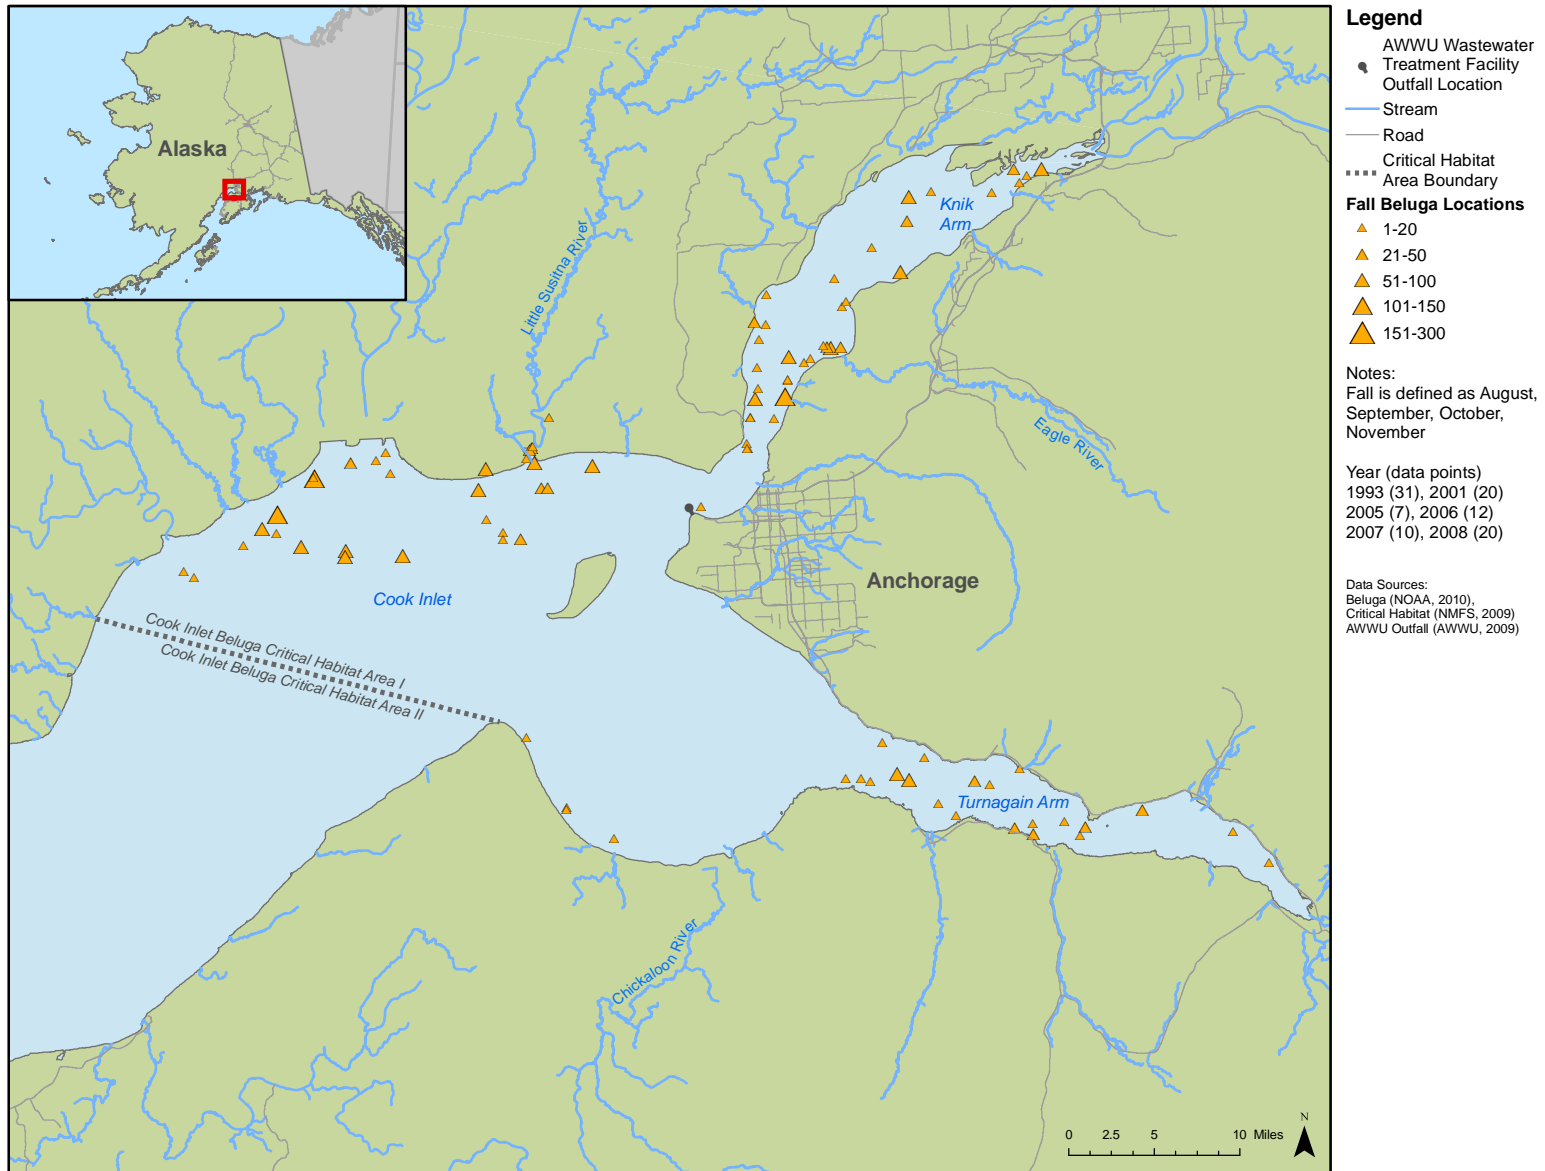 Alaska
Little Susitna River
Knik
Arm
Eagle River
Anchorage
Cook Inlet
Cook Inlet Beluga Critical Habitat Area I
Cook Inlet Beluga Critical Habitat Area II
Turnagain Arm
Chickaloon River
0 2.5 5 10 Miles
N
Legend
AWWU Wastewater
Treatment Facility
Outfall Location
Stream
Road
Critical Habitat
Area Boundary
Fall Beluga Locations
1-20
21-50
51-100
101-150
151-300
Notes:
Fall is defined as August,
September, October,
November
Year (data points)
1993 (31), 2001 (20)
2005 (7), 2006 (12)
2007 (10), 2008 (20)
Data Sources:
Beluga (NOAA, 2010),
Critical Habitat (NMFS, 2009)
AWWU Outfall (AWWU, 2009)